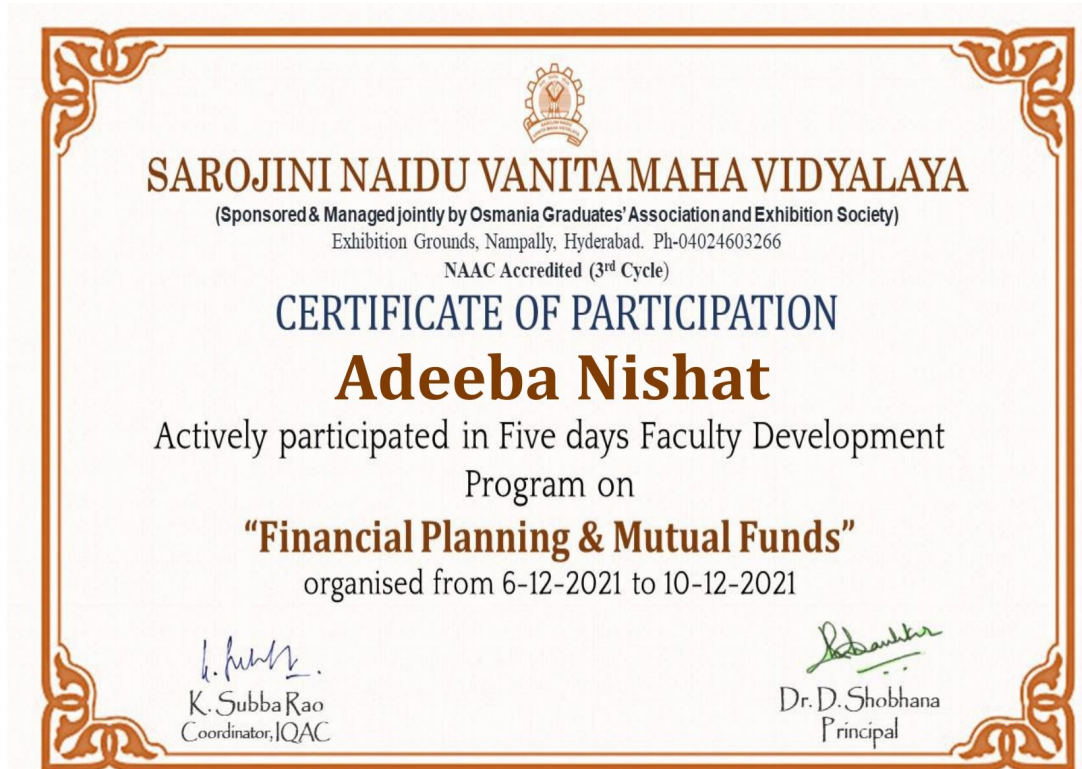 SAROJINI NAIDU VANITA MAHA VIDYALAYA
(Sponsored & Managed jointly by Osmania Graduates' Association and Exhibition Society)
Exhibition Grounds, Nampally, Hyderabad. Ph-04024603266
NAAC Accredited (3rd Cycle)
CERTIFICATE OF PARTICIPATION
Adeeba Nishat
Actively participated in Five days Faculty Development
Program on
“Financial Planning & Mutual Funds”
organised from 6-12-2021 to 10-12-2021
K. Subba Rao
Coordinator, IQAC
Dr. D. Shobhana
Principal